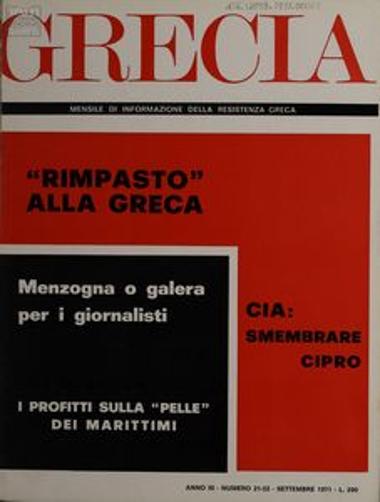 GRECIA
MENSILE DI INFORMAZIONE DELLA RESISTENZA GRECA
“RIMPASTO”
ALLA GRECA
Menzogna o galera
per i giornalisti
CIA:
SMEMBRARE
CIPRO
I PROFITTI SULLA “PELLE”
DEI MARITTIMI
ANNO III - NUMERO 21-22 - SETTEMBRE 1971 - L. 200